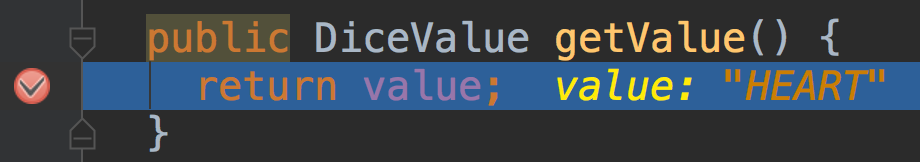 public DiceValue getValue() {
return value; value: "HEART"
}